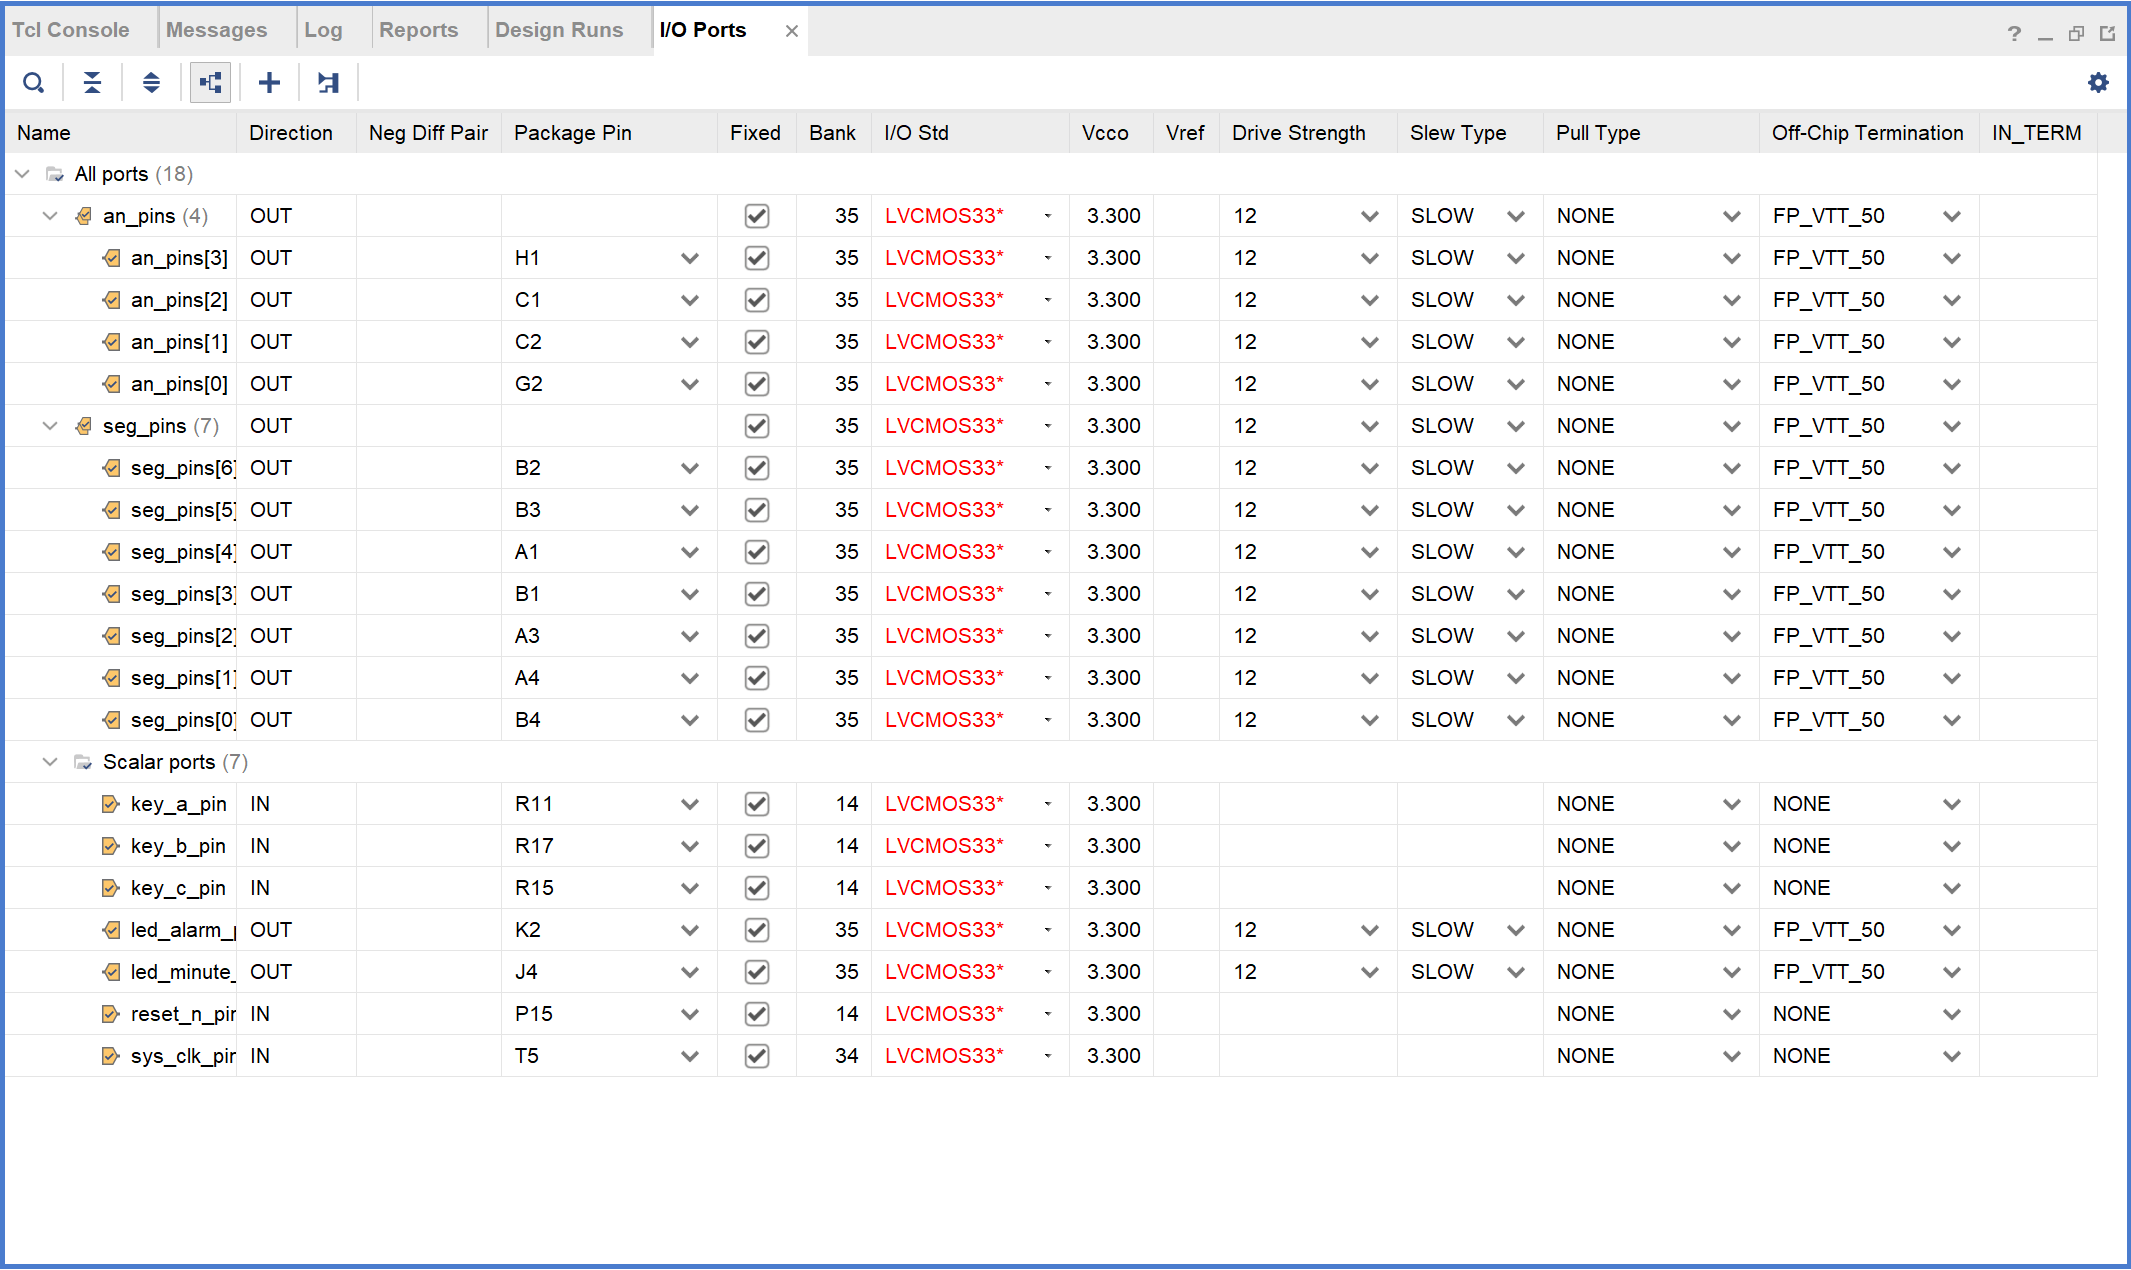 Tcl Console Messages Log Reports Design Runs I/O Ports × ?
Name Direction Neg Diff Pair Package Pin Fixed Bank I/O Std Vcco Vref Drive Strength Slew Type Pull Type Off-Chip Termination IN_TERM
All ports (18)
an_pins (4) OUT 35 LVCMOS33* 3.300 12 SLOW NONE FP_VTT_50
an_pins[3] OUT H1 35 LVCMOS33* 3.300 12 SLOW NONE FP_VTT_50
an_pins[2] OUT C1 35 LVCMOS33* 3.300 12 SLOW NONE FP_VTT_50
an_pins[1] OUT C2 35 LVCMOS33* 3.300 12 SLOW NONE FP_VTT_50
an_pins[0] OUT G2 35 LVCMOS33* 3.300 12 SLOW NONE FP_VTT_50
seg_pins (7) OUT 35 LVCMOS33* 3.300 12 SLOW NONE FP_VTT_50
seg_pins[6] OUT B2 35 LVCMOS33* 3.300 12 SLOW NONE FP_VTT_50
seg_pins[5] OUT B3 35 LVCMOS33* 3.300 12 SLOW NONE FP_VTT_50
seg_pins[4] OUT A1 35 LVCMOS33* 3.300 12 SLOW NONE FP_VTT_50
seg_pins[3] OUT B1 35 LVCMOS33* 3.300 12 SLOW NONE FP_VTT_50
seg_pins[2] OUT A3 35 LVCMOS33* 3.300 12 SLOW NONE FP_VTT_50
seg_pins[1] OUT A4 35 LVCMOS33* 3.300 12 SLOW NONE FP_VTT_50
seg_pins[0] OUT B4 35 LVCMOS33* 3.300 12 SLOW NONE FP_VTT_50
Scalar ports (7)
key_a_pin IN R11 14 LVCMOS33* 3.300 NONE NONE
key_b_pin IN R17 14 LVCMOS33* 3.300 NONE NONE
key_c_pin IN R15 14 LVCMOS33* 3.300 NONE NONE
led_alarm_p OUT K2 35 LVCMOS33* 3.300 12 SLOW NONE FP_VTT_50
led_minute_ OUT J4 35 LVCMOS33* 3.300 12 SLOW NONE FP_VTT_50
reset_n_pin IN P15 14 LVCMOS33* 3.300 NONE NONE
sys_clk_pin IN T5 34 LVCMOS33* 3.300 NONE NONE